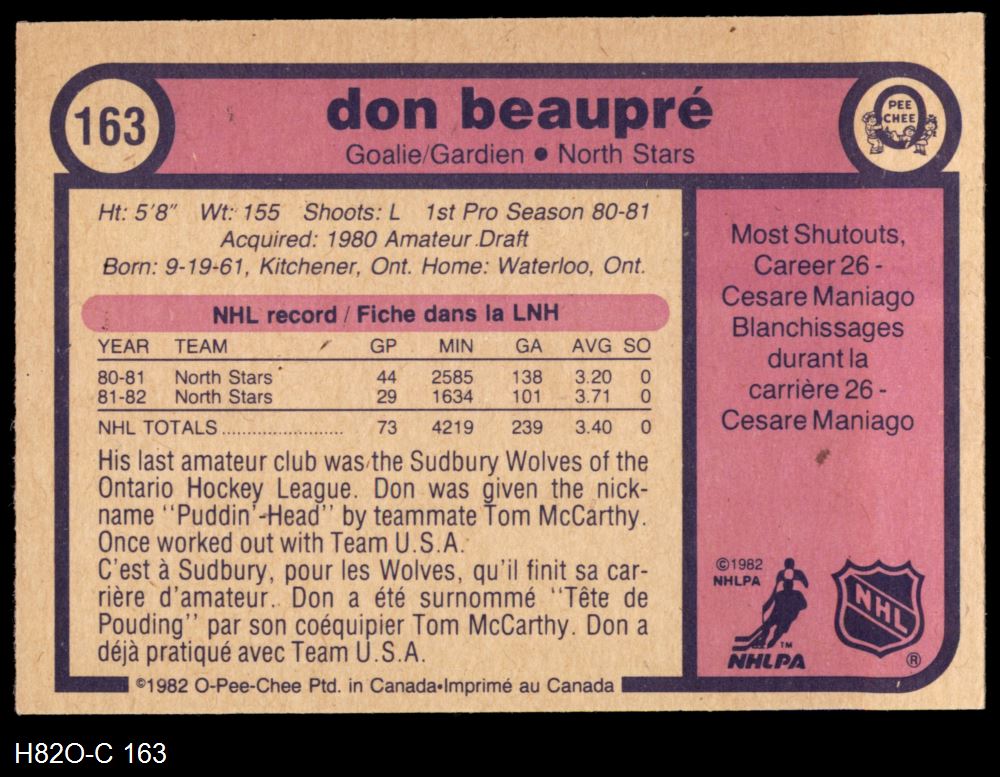 163
don beaupré
Goalie/Gardien • North Stars
PEE
CHEE
Ht: 5'8" Wt: 155 Shoots: L 1st Pro Season 80-81
Acquired: 1980 Amateur Draft
Born: 9-19-61, Kitchener, Ont. Home: Waterloo, Ont.
NHL record / Fiche dans la LNH
YEAR TEAM GP MIN GA AVG SO
80-81 North Stars 44 2585 138 3.20 0
81-82 North Stars 29 1634 101 3.71 0
NHL TOTALS........................ 73 4219 239 3.40 0
His last amateur club was the Sudbury Wolves of the
Ontario Hockey League. Don was given the nick-
name ''Puddin'-Head'' by teammate Tom McCarthy.
Once worked out with Team U.S.A.
C'est à Sudbury, pour les Wolves, qu'il finit sa car-
rière d'amateur. Don a été surnommé ''Tête de
Pouding'' par son coéquipier Tom McCarthy. Don a
déjà pratiqué avec Team U.S.A.
Most Shutouts,
Career 26 -
Cesare Maniago
Blanchissages
durant la
carrière 26 -
Cesare Maniago
©1982
NHLPA
TM
NHLPA
NHL
®
©1982 O-Pee-Chee Ptd. in Canada•Imprimé au Canada
H82O-C 163